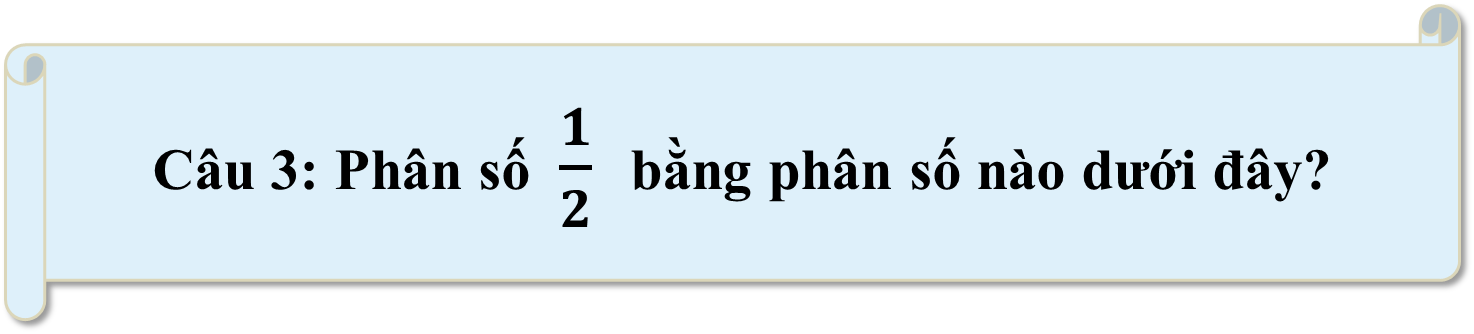 Câu 3: Phân số 1/2 bằng phân số nào dưới đây?